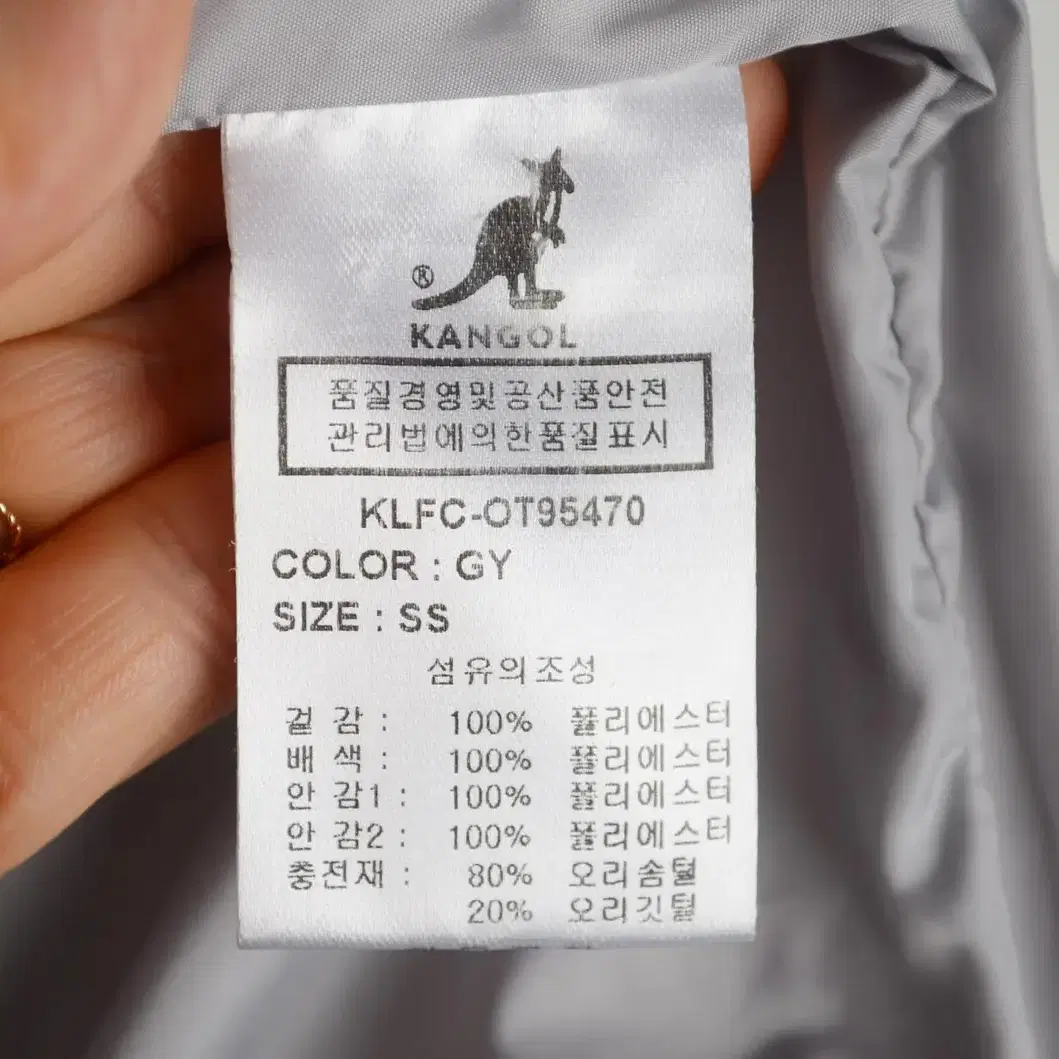 ®
KANGOL
품질경영및공산품안전
관리법에의한품질표시
KLFC-OT95470
COLOR : GY
SIZE : SS
섬유의조성
겉 감 : 100% 폴리에스터
배 색 : 100% 폴리에스터
안 감1 : 100% 폴리에스터
안 감2 : 100% 폴리에스터
충전재 : 80% 오리솜털
20% 오리깃털